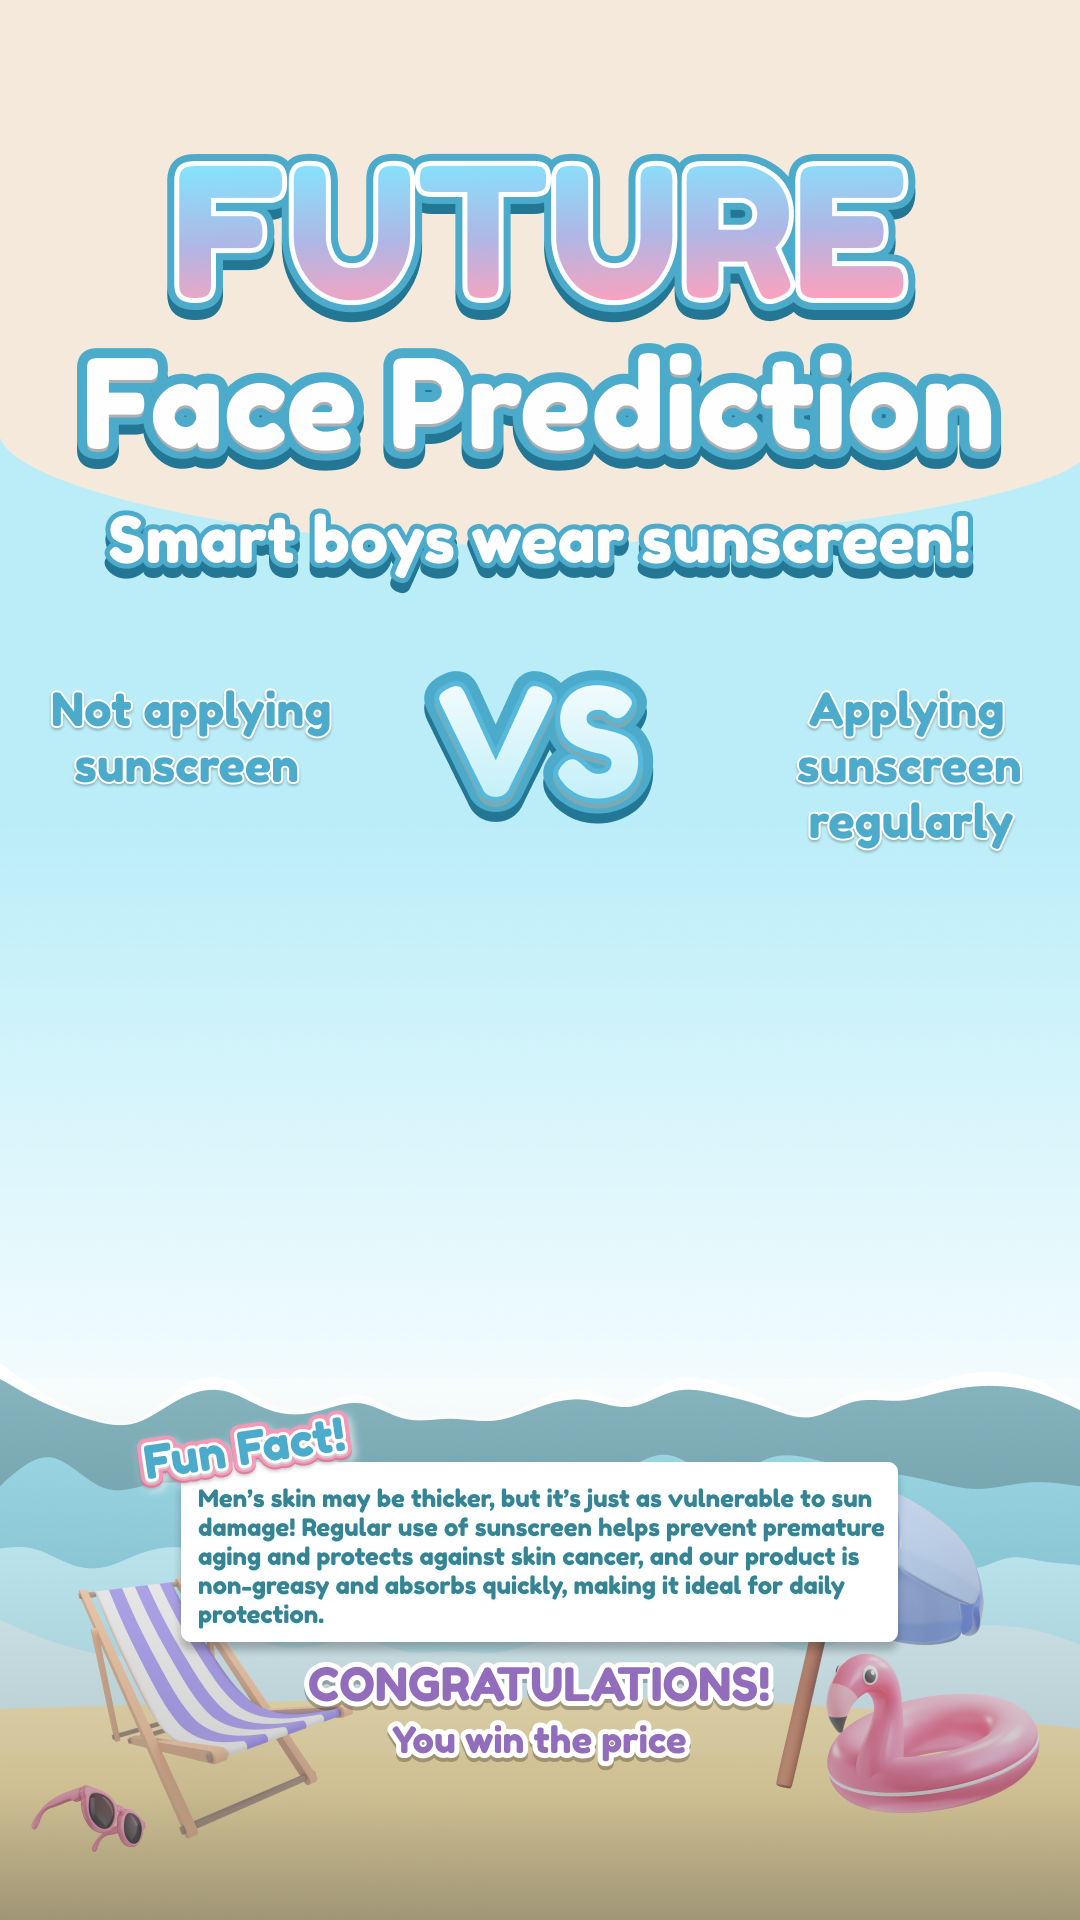 FUTURE
Face Prediction
Smart boys wear sunscreen!
Not applying
sunscreen
VS
Applying
sunscreen
regularly
Fun Fact!
Men’s skin may be thicker, but it’s just as vulnerable to sun
damage! Regular use of sunscreen helps prevent premature
aging and protects against skin cancer, and our product is
non-greasy and absorbs quickly, making it ideal for daily
protection.
CONGRATULATIONS!
You win the price